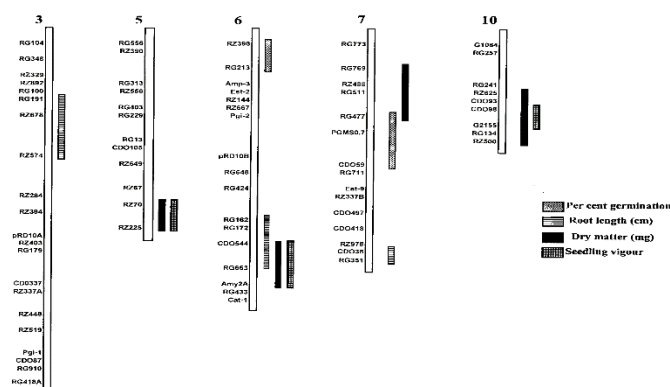 3
RG104
RG348
RZ329
RZ892
RG100
RG191
RZ678
RZ574
RZ284
RZ394
pRD10A
RZ403
RG179
CDO337
RZ337A
RZ448
RZ519
Pgi-1
CDO87
RG910
RG418A
5
RG556
RZ390
RG313
RZ556
RG403
RG229
RG13
CDO105
RZ649
RZ67
RZ70
RZ225
6
RZ398
RG213
Amp-3
Est-2
RZ144
RZ667
Pgi-2
pRD10B
RG648
RG424
RG162
RG172
CDO544
RG653
Amy2A
RG433
Cat-1
7
RG773
RG769
RZ488
RG511
RG477
PGMS0.7
CDO59
RG711
Est-9
RZ337B
CDO497
CDO418
RZ978
CDO38
RG351
10
G1084
RG257
RG241
RZ625
CDO93
CDO98
G2155
RG134
RZ500
Per cent germination
Root length (cm)
Dry matter (mg)
Seedling vigour